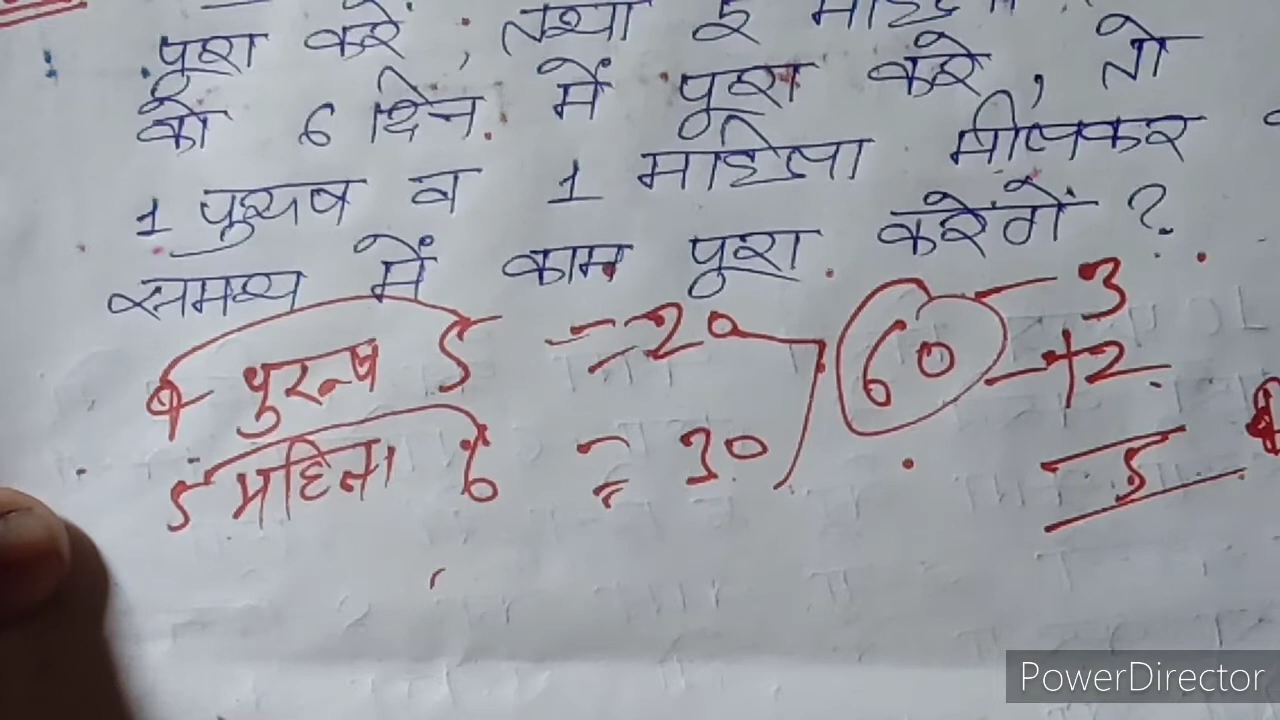 पूरा करें, तथा 5
को 6 दिन में पूरा करे, तो
1 पुरुष व 1 महिला मीलकर
समय में काम पूरा करेंगे ?
4 पुरुष 5 = 20 60 - 3
5 महिला 6 = 30 - +2
5
PowerDirector